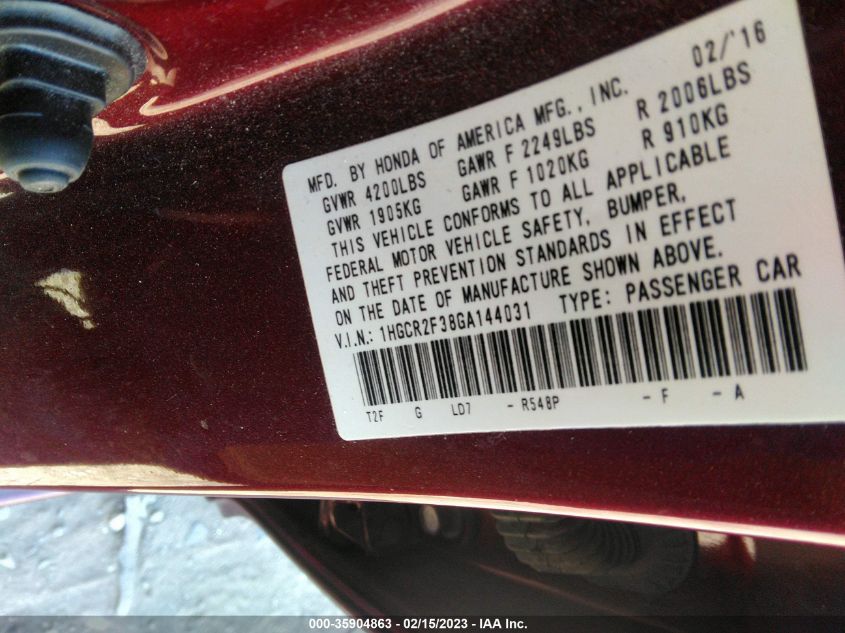 MFD. BY HONDA OF AMERICA MFG., INC. 02/'16
GVWR 4200LBS GAWR F 2249LBS R 2006LBS
GVWR 1905KG GAWR F 1020KG R 910KG
THIS VEHICLE CONFORMS TO ALL APPLICABLE
FEDERAL MOTOR VEHICLE SAFETY, BUMPER,
AND THEFT PREVENTION STANDARDS IN EFFECT
ON THE DATE OF MANUFACTURE SHOWN ABOVE.
V.I.N.: 1HGCR2F38GA144031 TYPE: PASSENGER CAR
T2F G LD7 - R548P - F - A
000-35904863 - 02/15/2023 - IAA Inc.